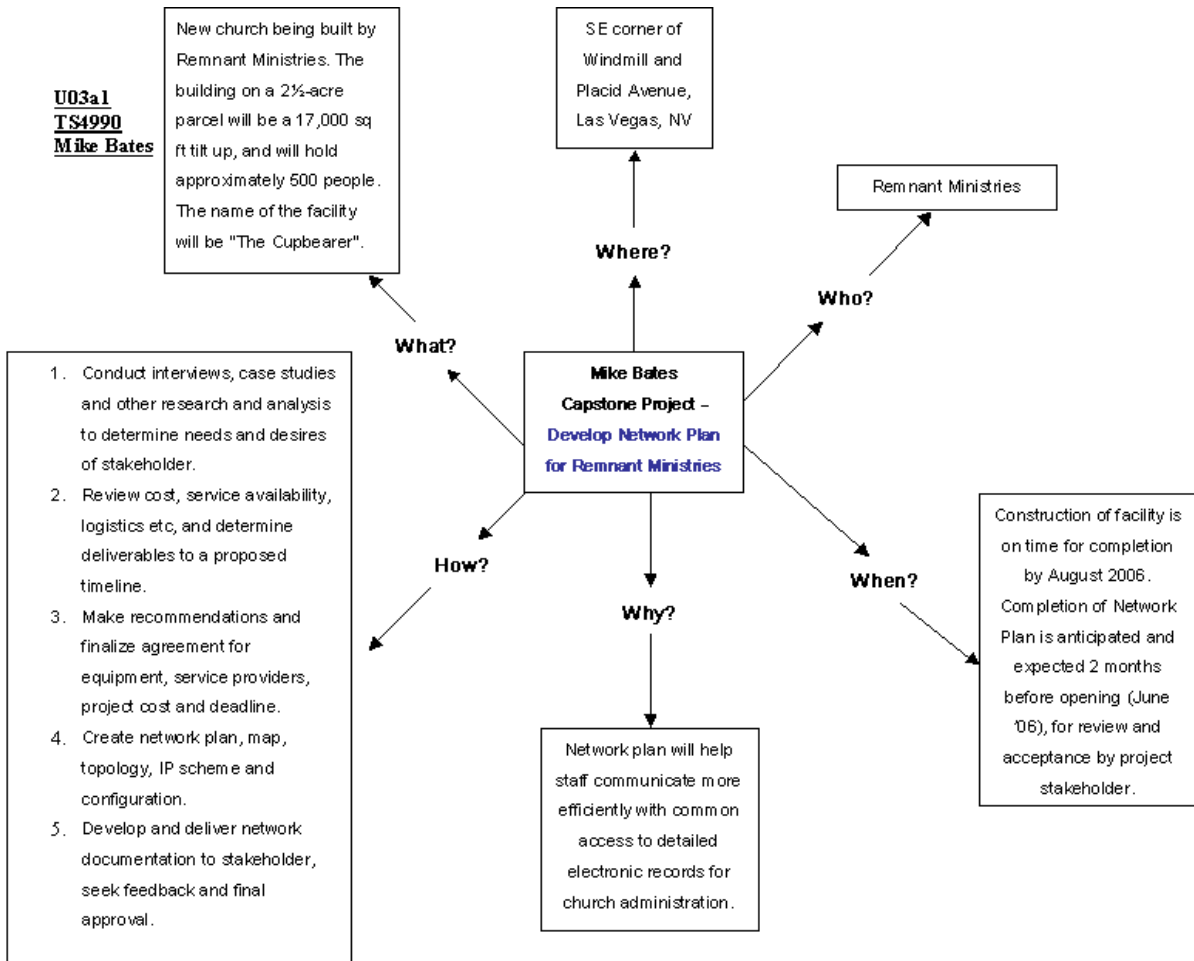 U03a1
TS4990
Mike Bates
New church being built by
Remnant Ministries. The
building on a 2½-acre
parcel will be a 17,000 sq
ft tilt up, and will hold
approximately 500 people.
The name of the facility
will be "The Cupbearer".
SE corner of
Windmill and
Placid Avenue,
Las Vegas, NV
Remnant Ministries
Where?
Who?
What?
Mike Bates
Capstone Project –
Develop Network Plan
for Remnant Ministries
1. Conduct interviews, case studies
and other research and analysis
to determine needs and desires
of stakeholder.
2. Review cost, service availability,
logistics etc, and determine
deliverables to a proposed
timeline.
3. Make recommendations and
finalize agreement for
equipment, service providers,
project cost and deadline.
4. Create network plan, map,
topology, IP scheme and
configuration.
5. Develop and deliver network
documentation to stakeholder,
seek feedback and final
approval.
How?
Why?
When?
Construction of facility is
on time for completion
by August 2006.
Completion of Network
Plan is anticipated and
expected 2 months
before opening (June
'06), for review and
acceptance by project
stakeholder.
Network plan will help
staff communicate more
efficiently with common
access to detailed
electronic records for
church administration.